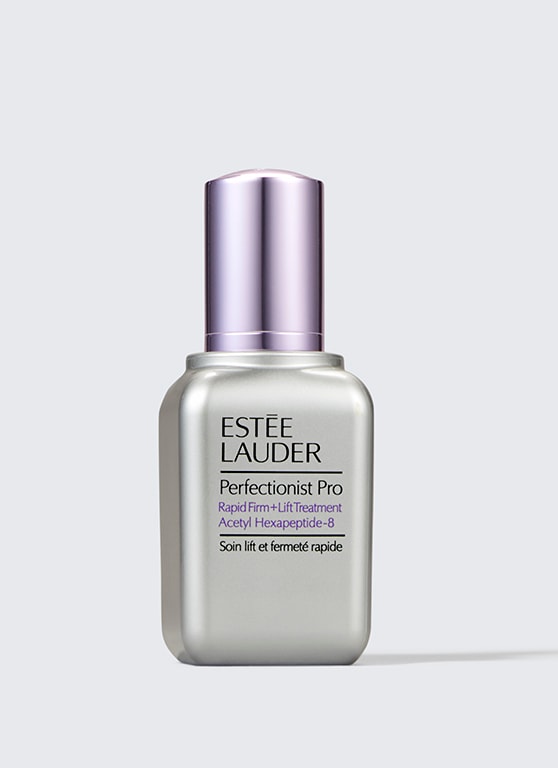 ESTĒE
LAUDER
Perfectionist Pro
Rapid Firm+Lift Treatment
Acetyl Hexapeptide-8
Soin lift et fermeté rapide